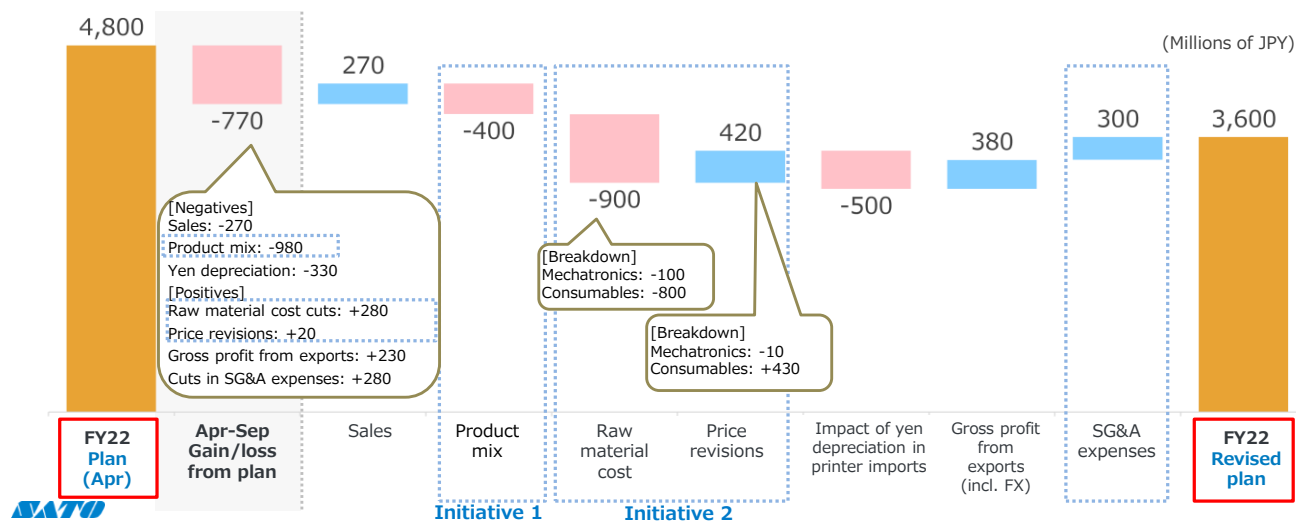 4,800
(Millions of JPY)
-770
270
-400
-900
420
-500
380
300
3,600
[Negatives]
Sales: -270
Product mix: -980
Yen depreciation: -330
[Positives]
Raw material cost cuts: +280
Price revisions: +20
Gross profit from exports: +230
Cuts in SG&A expenses: +280
[Breakdown]
Mechatronics: -100
Consumables: -800
[Breakdown]
Mechatronics: -10
Consumables: +430
FY22
Plan
(Apr)
Apr-Sep
Gain/loss
from plan
Sales
Product
mix
Raw
material
cost
Price
revisions
Impact of yen
depreciation in
printer imports
Gross profit
from
exports
(incl. FX)
SG&A
expenses
FY22
Revised
plan
SATO
Initiative 1
Initiative 2